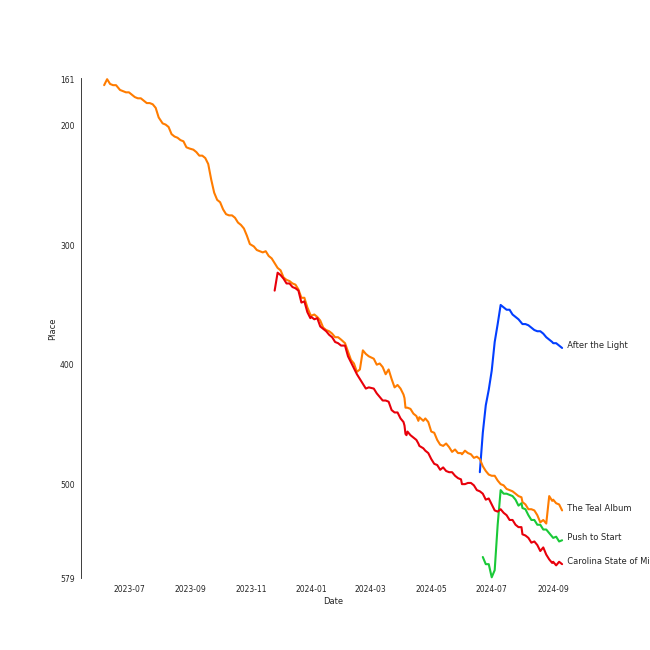 161
200
300
400
500
579
Place
2023-07
2023-09
2023-11
2024-01
2024-03
2024-05
2024-07
2024-09
Date
After the Light
The Teal Album
Push to Start
Carolina State of Mi